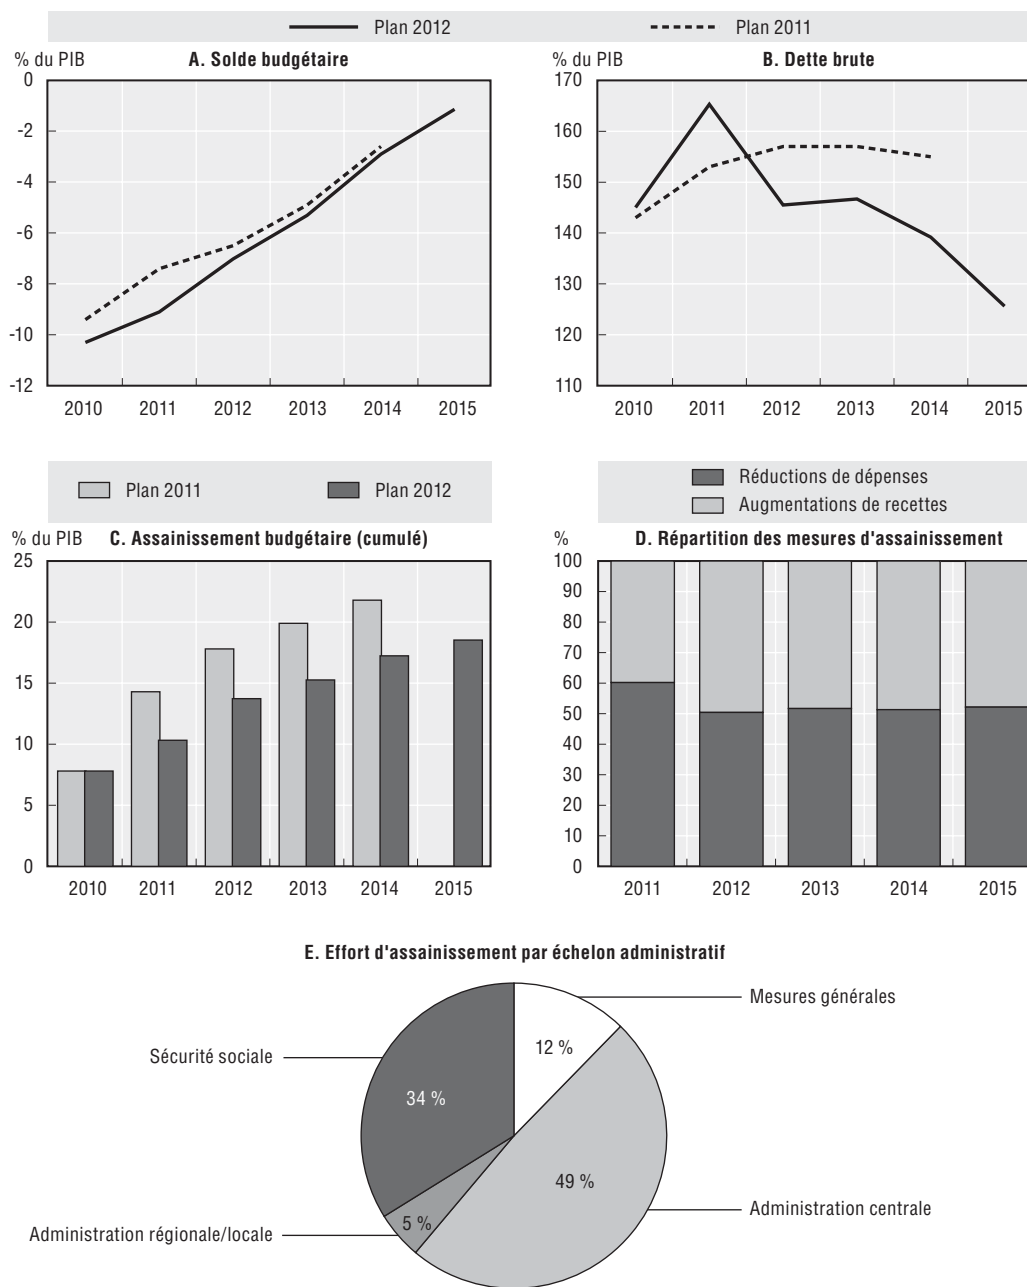 Plan 2012 Plan 2011
% du PIB A. Solde budgétaire
0
-2
-4
-6
-8
-10
-12
2010 2011 2012 2013 2014 2015
% du PIB B. Dette brute
170
160
150
140
130
120
110
2010 2011 2012 2013 2014 2015
Plan 2011 Plan 2012
% du PIB C. Assainissement budgétaire (cumulé)
25
20
15
10
5
0
2010 2011 2012 2013 2014 2015
Réductions de dépenses
Augmentations de recettes
% D. Répartition des mesures d'assainissement
100
90
80
70
60
50
40
30
20
10
0
2011 2012 2013 2014 2015
E. Effort d'assainissement par échelon administratif
Mesures générales
12 %
Sécurité sociale
34 %
49 %
Administration centrale
5 %
Administration régionale/locale